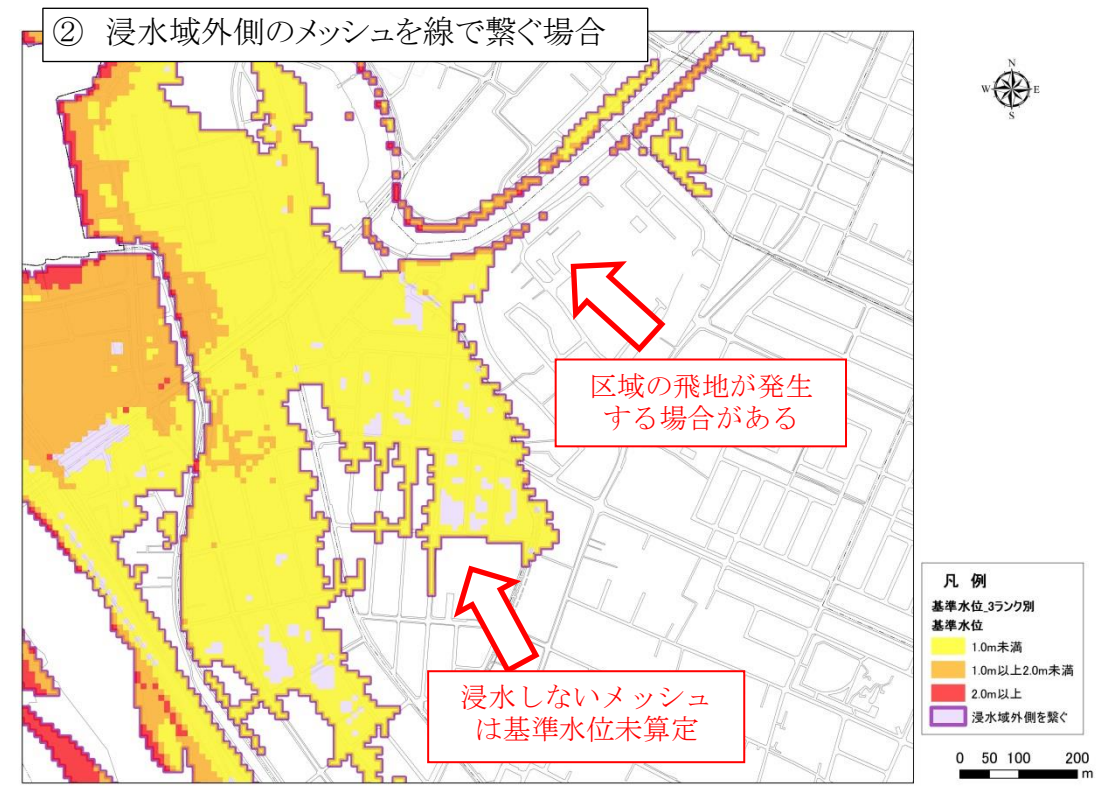 ② 浸水域外側のメッシュを線で繋ぐ場合
N
W E
S
区域の飛地が発生
する場合がある
浸水しないメッシュ
は基準水位未算定
凡 例
基準水位_3ランク別
基準水位
1.0m未満
1.0m以上2.0m未満
2.0m以上
浸水域外側を繋ぐ
0 50 100 200
m